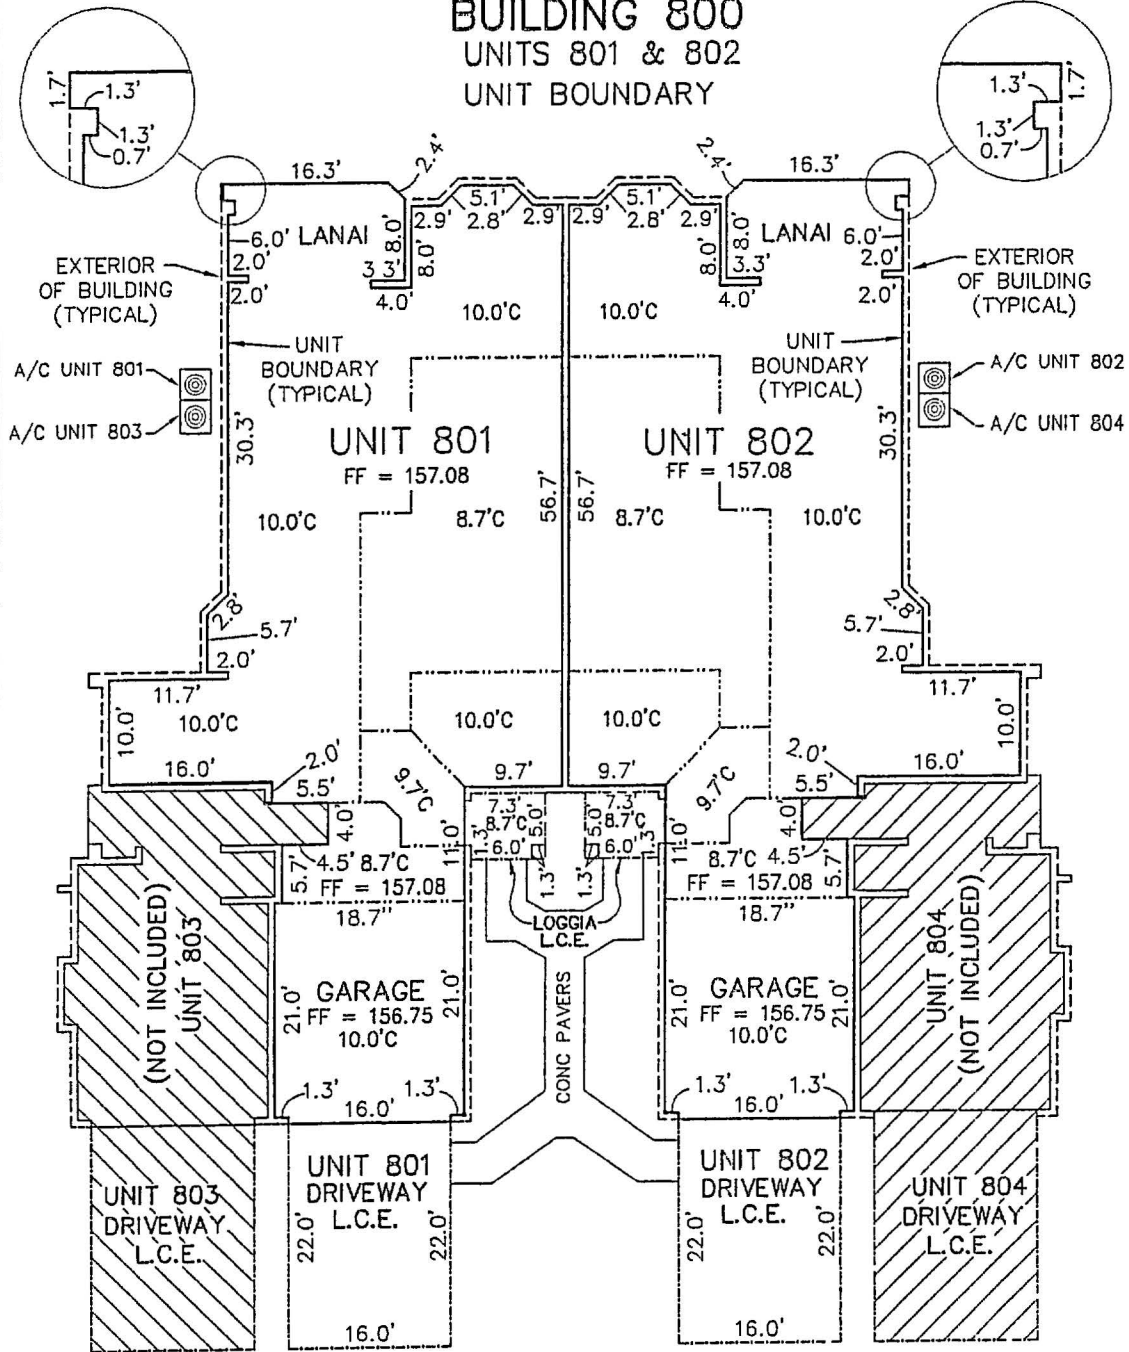 BUILDING 800
UNITS 801 & 802
UNIT BOUNDARY
1.7'
1.3'
1.3'
0.7'
1.3'
1.7'
1.3'
0.7'
16.3'
2.4'
5.1'
2.9'
2.8'
2.9'
2.4'
16.3'
2.9'
5.1'
2.8'
2.9'
6.0'
LANAI
8.0'
8.0'
2.0'
2.0'
3.3'
4.0'
8.0'
8.0'
LANAI
6.0'
2.0'
2.0'
3.3'
4.0'
EXTERIOR
OF BUILDING
(TYPICAL)
EXTERIOR
OF BUILDING
(TYPICAL)
10.0'C
10.0'C
UNIT
BOUNDARY
(TYPICAL)
UNIT
BOUNDARY
(TYPICAL)
A/C UNIT 801
A/C UNIT 803
A/C UNIT 802
A/C UNIT 804
30.3'
UNIT 801
FF = 157.08
56.7'
56.7'
UNIT 802
FF = 157.08
30.3'
10.0'C
8.7'C
8.7'C
10.0'C
2.8'
5.7'
2.0'
2.8'
5.7'
2.0'
11.7'
10.0'
10.0'C
16.0'
10.0'C
10.0'C
11.7'
10.0'
16.0'
2.0'
5.5'
9.7'C
9.7'
9.7'
9.7'C
2.0'
5.5'
4.0'
11.0'
7.3'
8.7'C
5.0'
1.3'
6.0'
1.3'
7.3'
8.7'C
5.0'
1.3'
6.0'
1.3'
11.0'
4.0'
4.5'
8.7'C
5.7'
FF = 157.08
8.7'C
4.5'
5.7'
FF = 157.08
LOGGIA
L.C.E.
18.7"
18.7"
(NOT INCLUDED)
UNIT 803
21.0'
GARAGE
FF = 156.75
10.0'C
21.0'
CONC PAVERS
21.0'
GARAGE
FF = 156.75
10.0'C
21.0'
UNIT 804
(NOT INCLUDED)
1.3'
16.0'
1.3'
1.3'
16.0'
1.3'
UNIT 803
DRIVEWAY
L.C.E.
UNIT 801
DRIVEWAY
L.C.E.
22.0'
22.0'
16.0'
UNIT 802
DRIVEWAY
L.C.E.
22.0'
22.0'
16.0'
UNIT 804
DRIVEWAY
L.C.E.